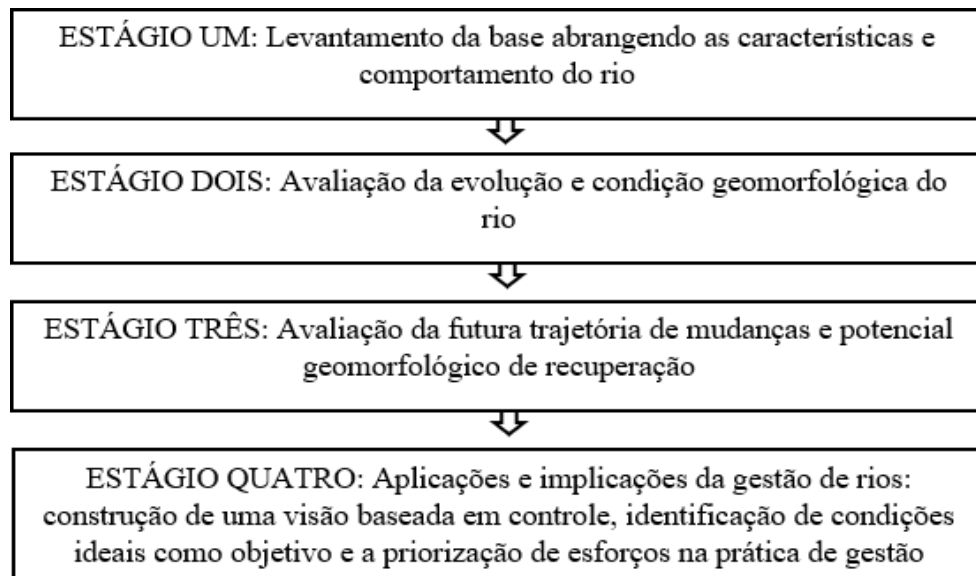 ESTÁGIO UM: Levantamento da base abrangendo as características e
comportamento do rio
ESTÁGIO DOIS: Avaliação da evolução e condição geomorfológica do
rio
ESTÁGIO TRÊS: Avaliação da futura trajetória de mudanças e potencial
geomorfológico de recuperação
ESTÁGIO QUATRO: Aplicações e implicações da gestão de rios:
construção de uma visão baseada em controle, identificação de condições
ideais como objetivo e a priorização de esforços na prática de gestão